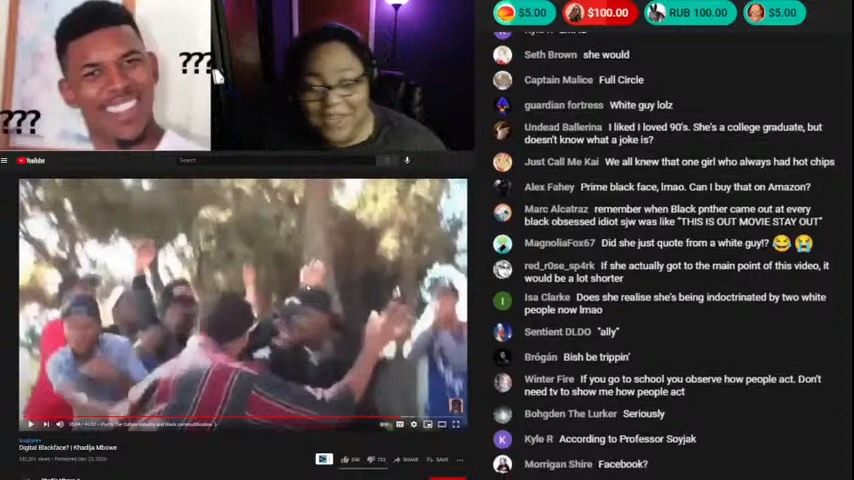 $5.00
$100.00
RUB 100.00
$5.00
???
???
Seth Brown she would
Captain Malice Full Circle
guardian fortress White guy lolz
Undead Ballerina I liked I loved 90's. She's a college graduate, but
doesn't know what a joke is?
Just Call Me Kai We all knew that one girl who always had hot chips
Alex Fahey Prime black face, lmao. Can I buy that on Amazon?
Marc Alcatraz remember when Black pnther came out at every
black obsessed idiot sjw was like "THIS IS OUT MOVIE STAY OUT"
MagnoliaFox67 Did she just quote from a white guy!?
red_r0se_sp4rk If she actually got to the main point of this video, it
would be a lot shorter
Isa Clarke Does she realise she's being indoctrinated by two white
people now lmao
Sentient DLDO "ally"
Brógán Bish be trippin'
Winter Fire If you go to school you observe how people act. Don't
need tv to show me how people act
Bohgden The Lurker Seriously
Kyle R According to Professor Soyjak
Morrigan Shire Facebook?
YouTube
Search
Digital Blackface? | Khadija Mbowe
SHARE
SAVE